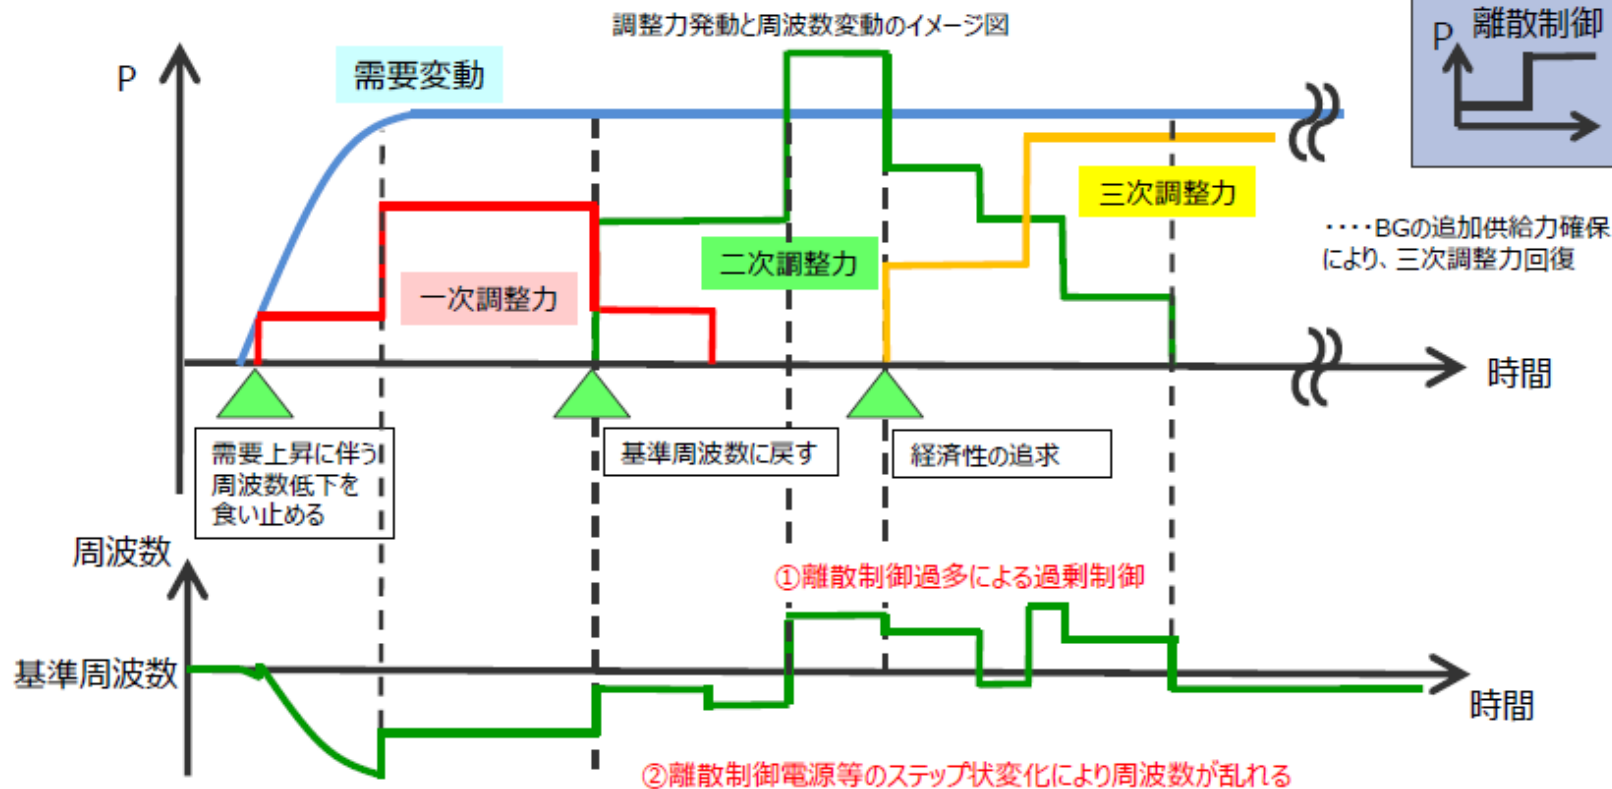 調整力発動と周波数変動のイメージ図
離散制御
P
P
需要変動
三次調整力
二次調整力
一次調整力
････BGの追加供給力確保
により、三次調整力回復
時間
需要上昇に伴う
周波数低下を
食い止める
基準周波数に戻す
経済性の追求
周波数
①離散制御過多による過剰制御
基準周波数
時間
②離散制御電源等のステップ状変化により周波数が乱れる